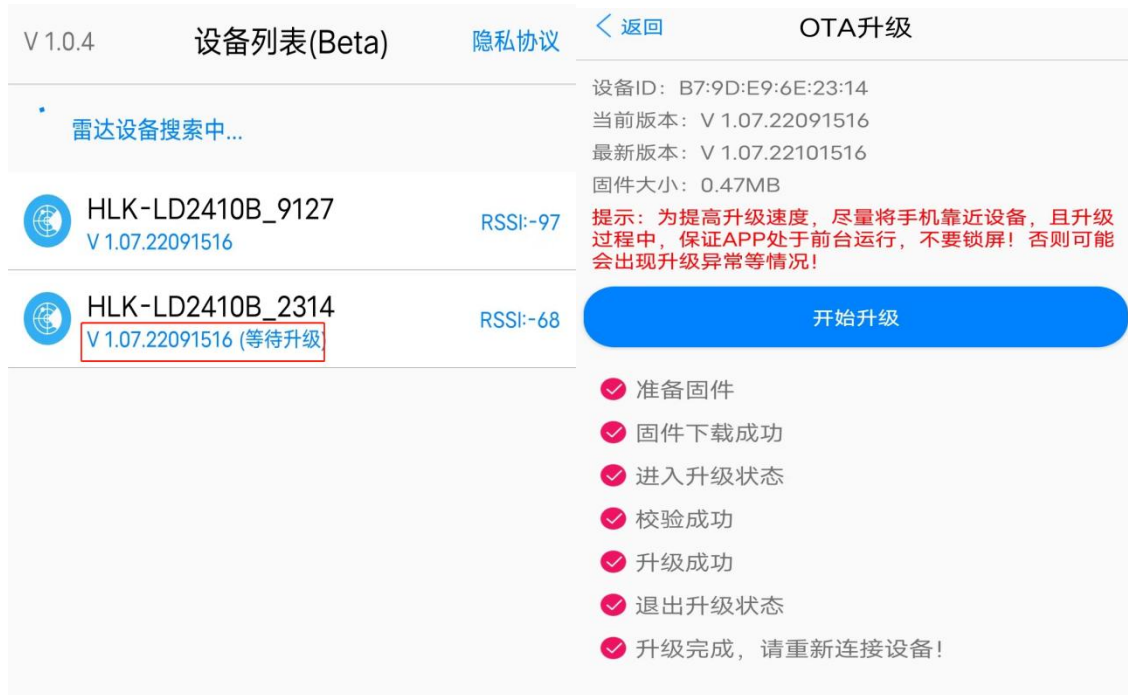 V 1.0.4 设备列表(Beta) 隐私协议
雷达设备搜索中...
HLK-LD2410B_9127
V 1.07.22091516
RSSI:-97
HLK-LD2410B_2314
V 1.07.22091516 (等待升级)
RSSI:-68
返回 OTA升级
设备ID：B7:9D:E9:6E:23:14
当前版本：V 1.07.22091516
最新版本：V 1.07.22101516
固件大小：0.47MB
提示：为提高升级速度，尽量将手机靠近设备，且升级
过程中，保证APP处于前台运行，不要锁屏！否则可能
会出现升级异常等情况！
开始升级
准备固件
固件下载成功
进入升级状态
校验成功
升级成功
退出升级状态
升级完成，请重新连接设备！